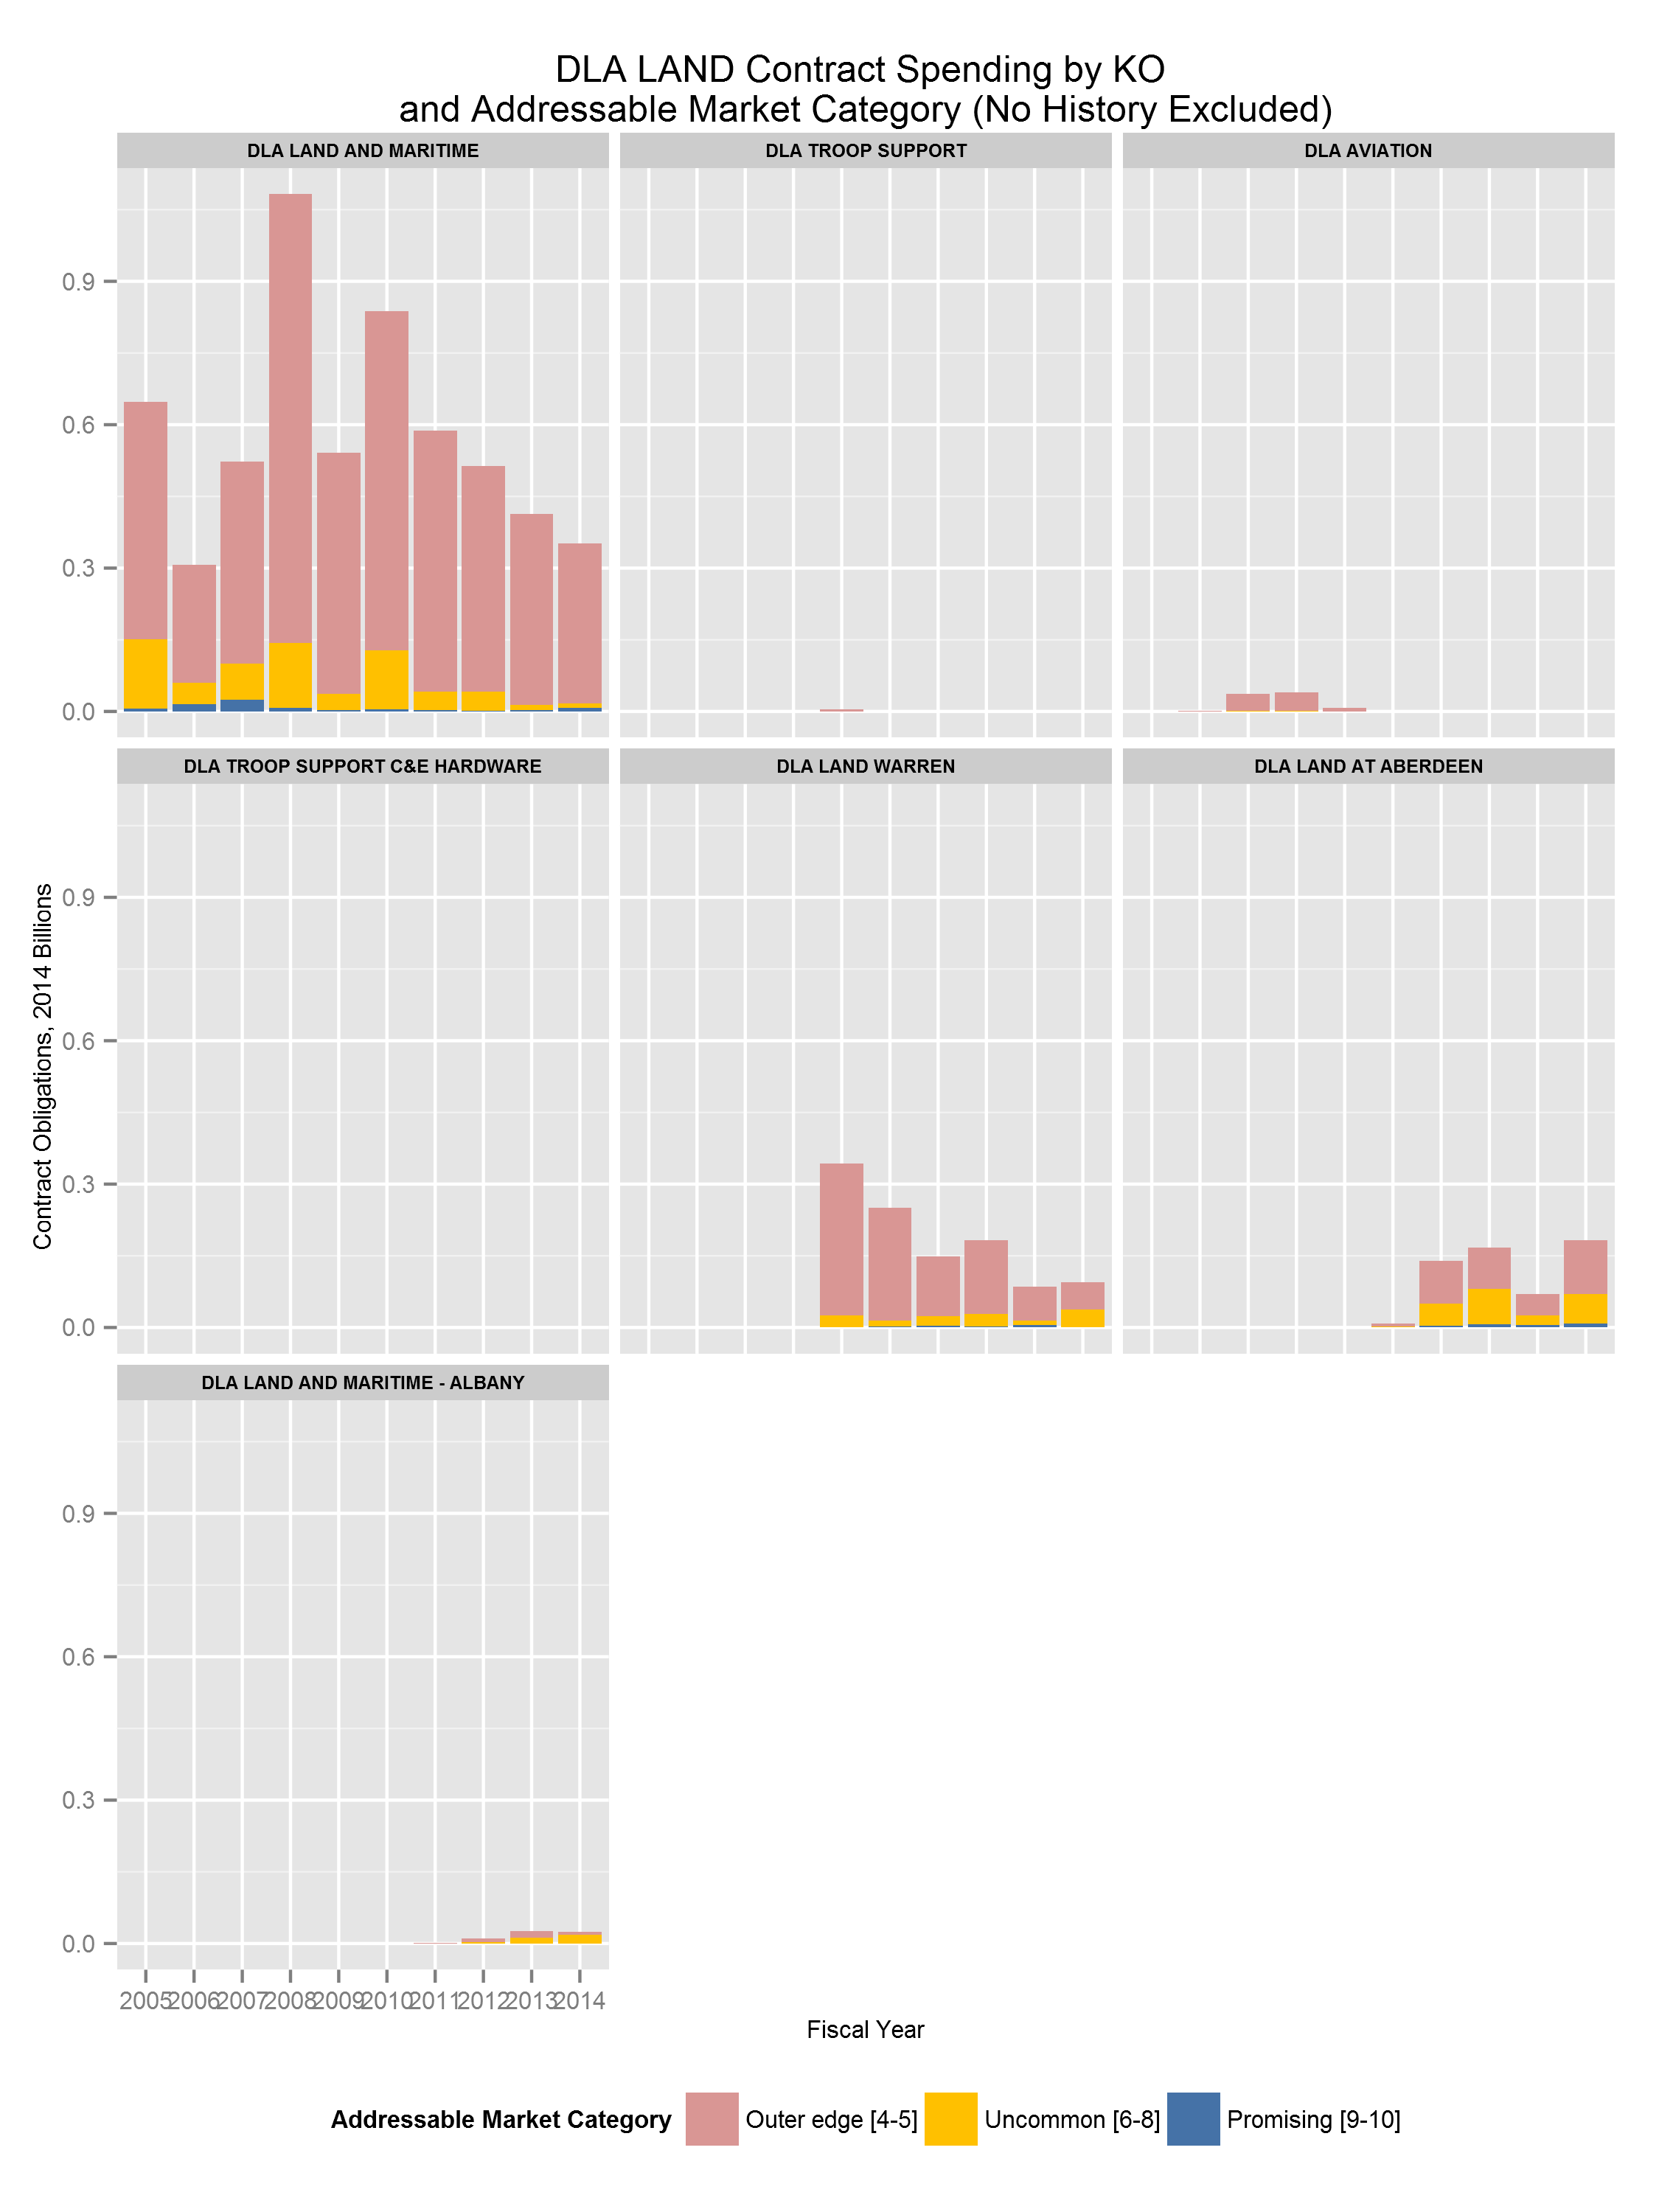 DLA LAND Contract Spending by KO
and Addressable Market Category (No History Excluded)
DLA LAND AND MARITIME
DLA TROOP SUPPORT
DLA AVIATION
0.9
0.6
0.3
0.0
DLA TROOP SUPPORT C&E HARDWARE
DLA LAND WARREN
DLA LAND AT ABERDEEN
Contract Obligations, 2014 Billions
0.9
0.6
0.3
0.0
DLA LAND AND MARITIME - ALBANY
0.9
0.6
0.3
0.0
2005 2006 2007 2008 2009 2010 2011 2012 2013 2014
Fiscal Year
Addressable Market Category Outer edge [4-5] Uncommon [6-8] Promising [9-10]